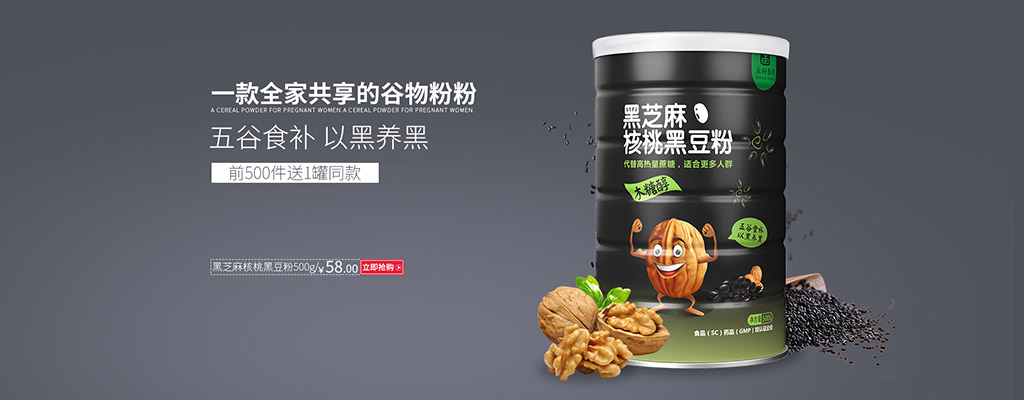 一款全家共享的谷物粉粉
A CEREAL POWDER FOR PREGNANT WOMEN.A CEREAL POWDER FOR PREGNANT WOMEN.
五谷食补 以黑养黑
前500件送1罐同款
黑芝麻核桃黑豆粉500g/¥58.00 立即抢购
黑芝麻
核桃黑豆粉
代替高热量蔗糖，适合更多人群
木糖醇
五谷食补
以黑养黑
净含量 500G
食品（SC）药品（GMP）双认证企业